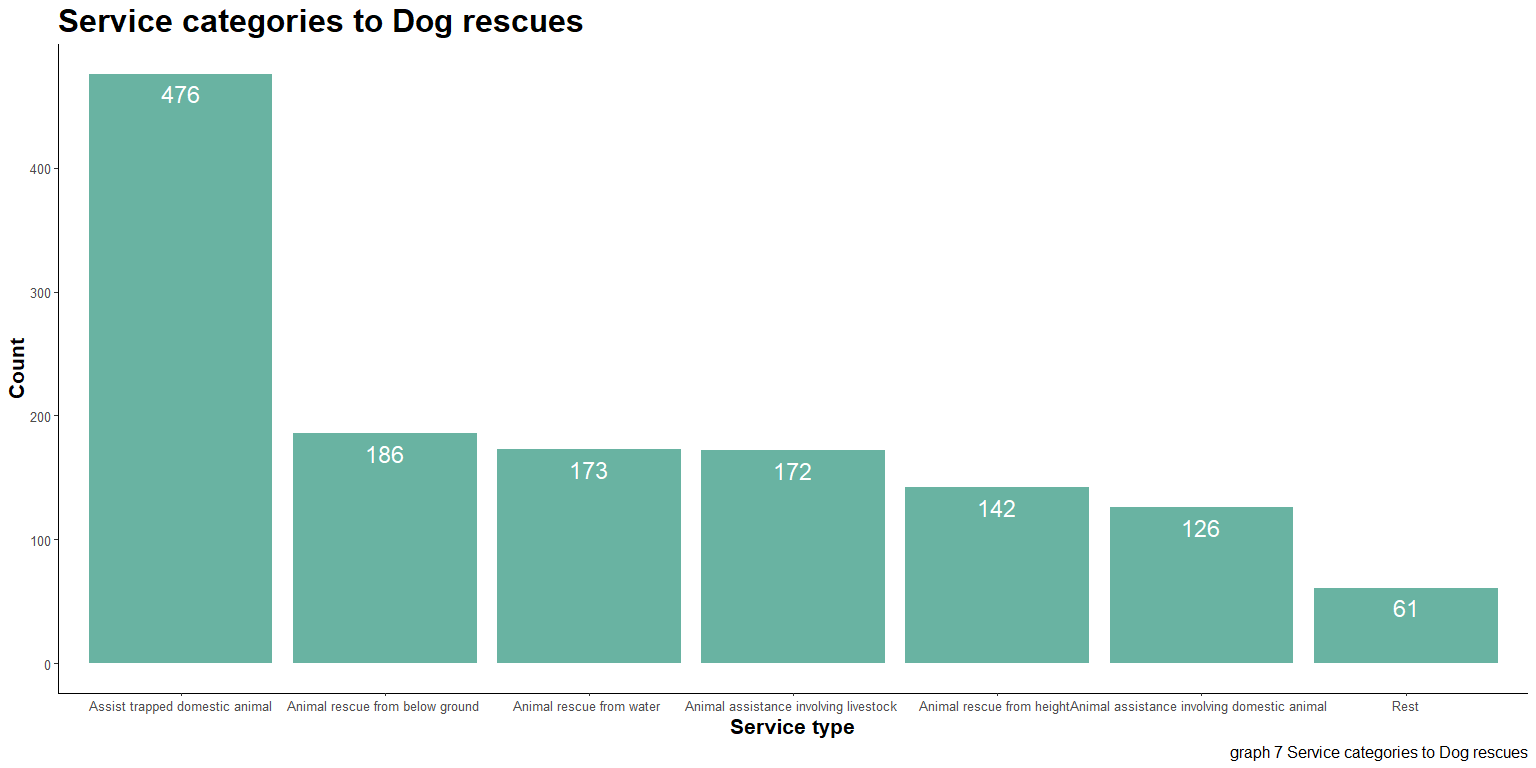 Service categories to Dog rescues
Count
400
300
200
100
0
476
186
173
172
142
126
61
Assist trapped domestic animal
Animal rescue from below ground
Animal rescue from water
Animal assistance involving livestock
Animal rescue from height
Animal assistance involving domestic animal
Rest
Service type
graph 7 Service categories to Dog rescues